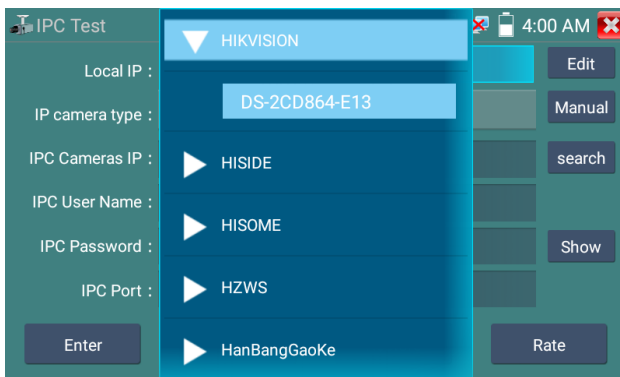 IPC Test
4:00 AM
HIKVISION
Local IP :
Edit
DS-2CD864-E13
IP camera type :
Manual
IPC Cameras IP :
HISIDE
search
IPC User Name :
HISOME
IPC Password :
Show
IPC Port :
HZWS
Enter
HanBangGaoKe
Rate